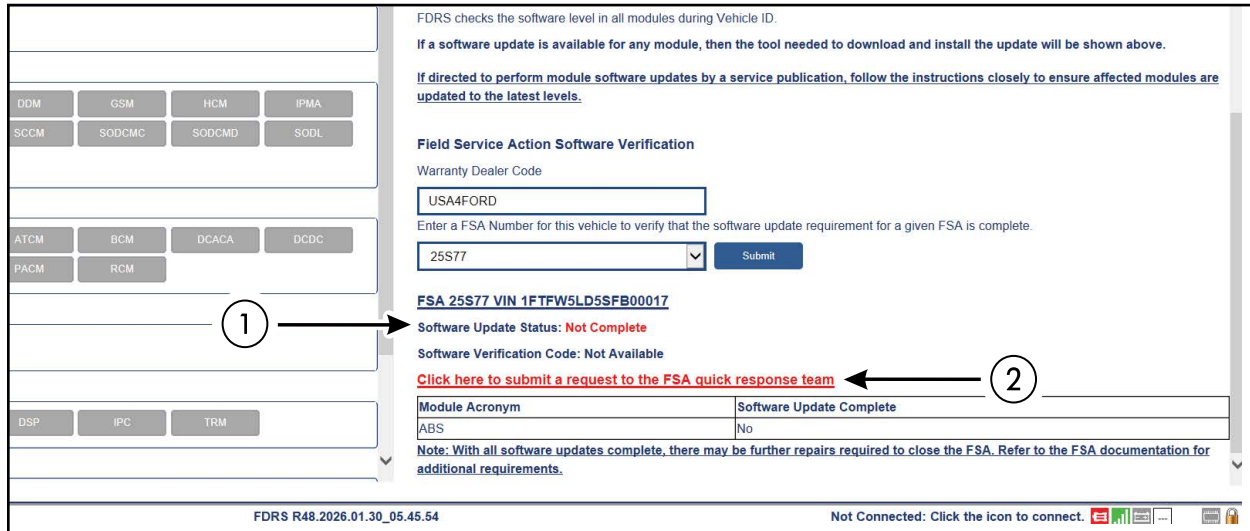 FDRS checks the software level in all modules during Vehicle ID.
If a software update is available for any module, then the tool needed to download and install the update will be shown above.
If directed to perform module software updates by a service publication, follow the instructions closely to ensure affected modules are
updated to the latest levels.
DDM GSM HCM IPMA
SCCM SODCMC SODCMD SODL
Field Service Action Software Verification
Warranty Dealer Code
USA4FORD
Enter a FSA Number for this vehicle to verify that the software update requirement for a given FSA is complete.
ATCM BCM DCACA DCDC
PACM RCM
25S77 Submit
FSA 25S77 VIN 1FTFW5LD5SFB00017
1
Software Update Status: Not Complete
Software Verification Code: Not Available
Click here to submit a request to the FSA quick response team
2
Module Acronym Software Update Complete
ABS No
DSP IPC TRM
Note: With all software updates complete, there may be further repairs required to close the FSA. Refer to the FSA documentation for
additional requirements.
FDRS R48.2026.01.30_05.45.54
Not Connected: Click the icon to connect.